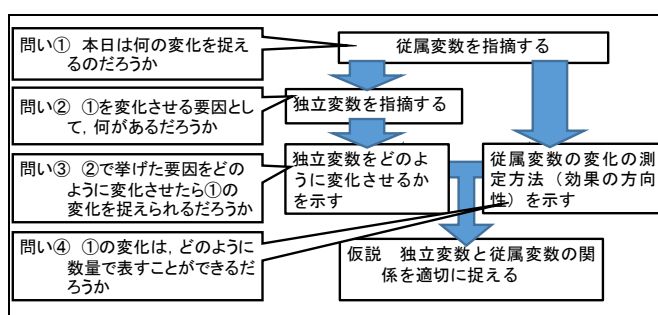 問い① 本日は何の変化を捉え
るのだろうか
従属変数を指摘する
問い② ①を変化させる要因とし
て，何があるだろうか
独立変数を指摘する
問い③ ②で挙げた要因をどの
ように変化させたら①の
変化を捉えられるだろうか
独立変数をどのよ
うに変化させるか
を示す
従属変数の変化の測
定方法（効果の方向
性）を示す
問い④ ①の変化は，どのように
数量で表すことができるだ
ろうか
仮説 独立変数と従属変数の関
係を適切に捉える